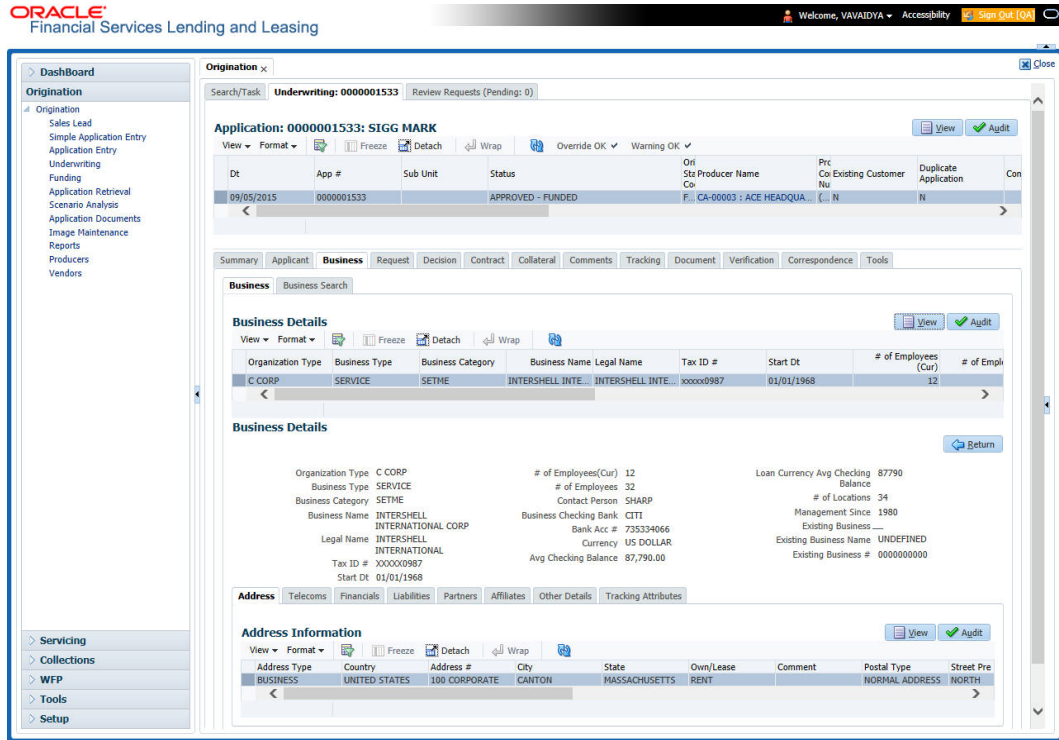 ORACLE
Financial Services Lending and Leasing
Welcome, VAVAIDYA Accessibility Sign Out [QA]
Close
DashBoard
Origination
Origination
Sales Lead
Simple Application Entry
Application Entry
Underwriting
Funding
Application Retrieval
Scenario Analysis
Application Documents
Image Maintenance
Reports
Producers
Vendors
Servicing
Collections
WFP
Tools
Setup
Origination
Search/Task Underwriting: 0000001533 Review Requests (Pending: 0)
Application: 0000001533: SIGG MARK
View Audit
View Format Freeze Detach Wrap Override OK Warning OK
Dt App # Sub Unit Status Ori Sta Co Producer Name Prc Co Nu Existing Customer Duplicate Application Con
09/05/2015 0000001533 APPROVED - FUNDED F... CA-00003 : ACE HEADQUA... (... N N
Summary Applicant Business Request Decision Contract Collateral Comments Tracking Document Verification Correspondence Tools
Business Business Search
Business Details
View Audit
View Format Freeze Detach Wrap
Organization Type Business Type Business Category Business Name Legal Name Tax ID # Start Dt # of Employees (Cur) # of Emplo
C CORP SERVICE SETME INTERSHELL INTE... INTERSHELL INTE... xxxxx0987 01/01/1968 12
Business Details
Return
Organization Type C CORP
Business Type SERVICE
Business Category SETME
Business Name INTERSHELL
INTERNATIONAL CORP
Legal Name INTERSHELL
INTERNATIONAL
Tax ID # XXXXX0987
Start Dt 01/01/1968
# of Employees(Cur) 12
# of Employees 32
Contact Person SHARP
Business Checking Bank CITI
Bank Acc # 735334066
Currency US DOLLAR
Avg Checking Balance 87,790.00
Loan Currency Avg Checking 87790
Balance
# of Locations 34
Management Since 1980
Existing Business
Existing Business Name UNDEFINED
Existing Business # 0000000000
Address Telecoms Financials Liabilities Partners Affiliates Other Details Tracking Attributes
Address Information
View Audit
View Format Freeze Detach Wrap
Address Type Country Address # City State Own/Lease Comment Postal Type Street Pre
BUSINESS UNITED STATES 100 CORPORATE CANTON MASSACHUSETTS RENT NORMAL ADDRESS NORTH